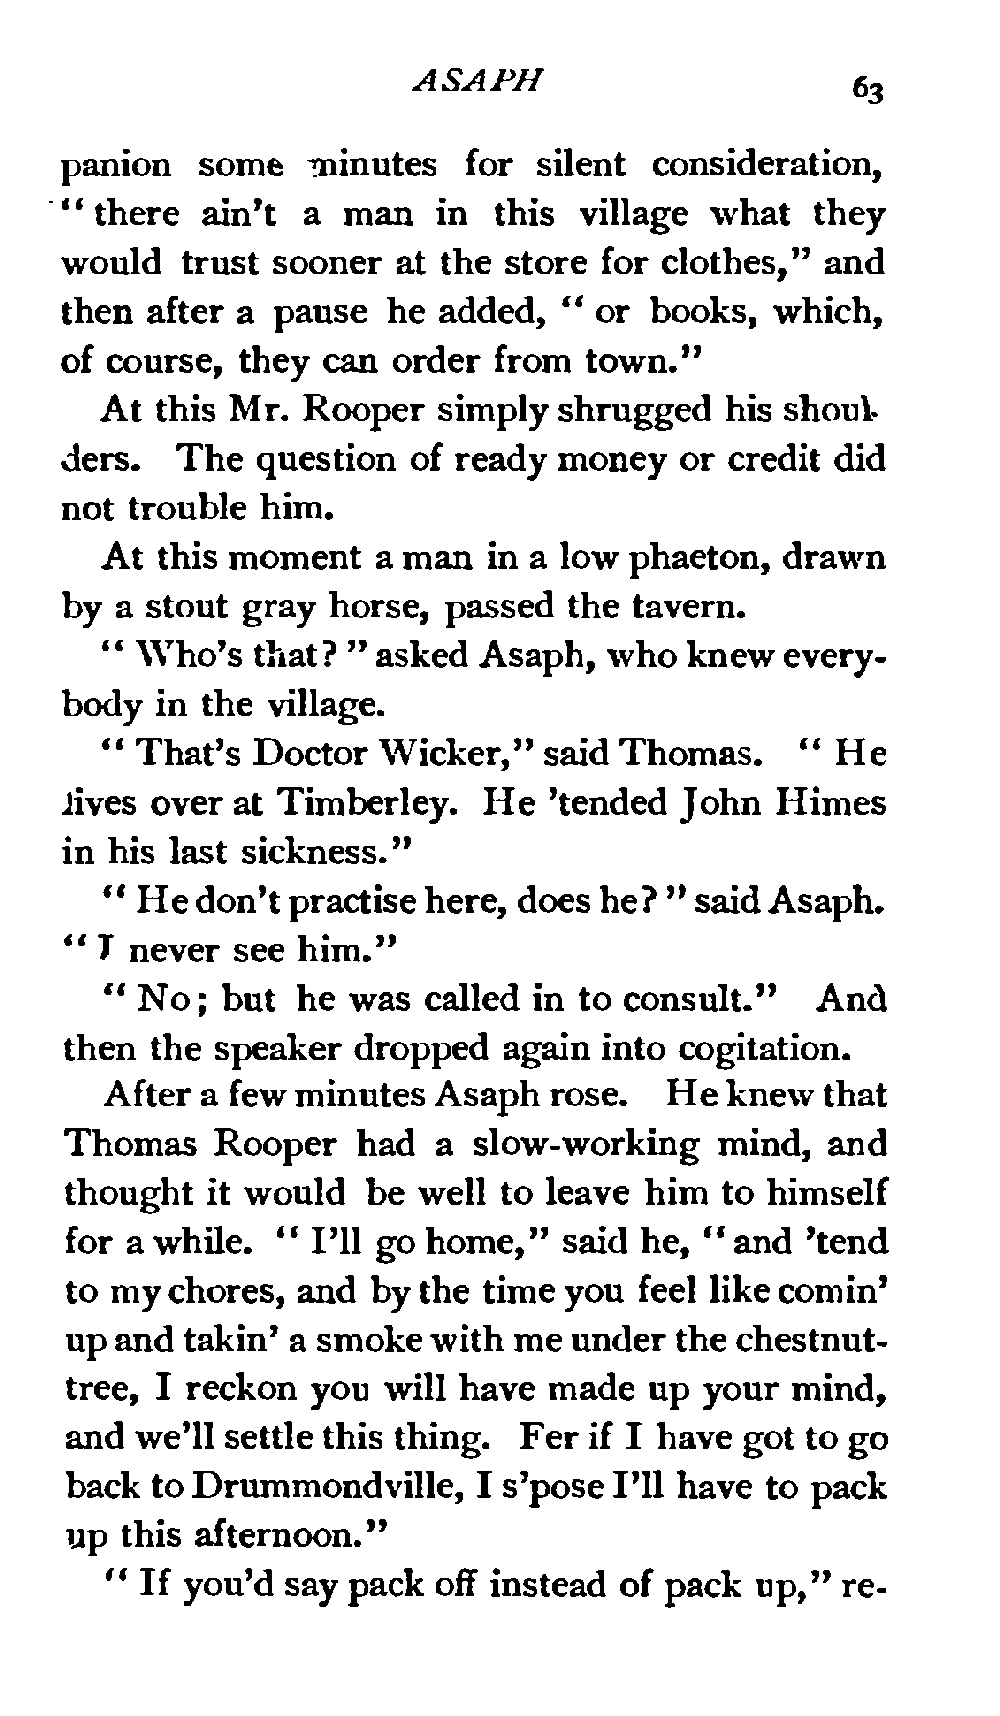 ASAPH 63
panion some minutes for silent consideration,
“ there ain’t a man in this village what they
would trust sooner at the store for clothes,” and
then after a pause he added, “ or books, which,
of course, they can order from town.”
At this Mr. Rooper simply shrugged his shoul-
ders. The question of ready money or credit did
not trouble him.
At this moment a man in a low phaeton, drawn
by a stout gray horse, passed the tavern.
“ Who’s that? ” asked Asaph, who knew every-
body in the village.
“ That’s Doctor Wicker,” said Thomas. “ He
lives over at Timberley. He ’tended John Himes
in his last sickness.”
“ He don’t practise here, does he? ” said Asaph.
“ I never see him.”
“ No; but he was called in to consult.” And
then the speaker dropped again into cogitation.
After a few minutes Asaph rose. He knew that
Thomas Rooper had a slow-working mind, and
thought it would be well to leave him to himself
for a while. “ I’ll go home,” said he, “ and ’tend
to my chores, and by the time you feel like comin’
up and takin’ a smoke with me under the chestnut-
tree, I reckon you will have made up your mind,
and we’ll settle this thing. Fer if I have got to go
back to Drummondville, I s’pose I’ll have to pack
up this afternoon.”
“ If you’d say pack off instead of pack up,” re-